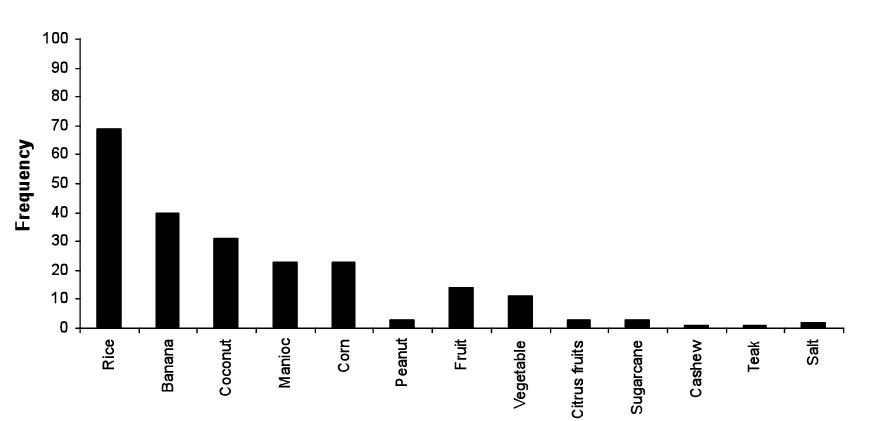 Frequency
100
90
80
70
60
50
40
30
20
10
0
Rice
Banana
Coconut
Manioc
Corn
Peanut
Fruit
Vegetable
Citrus fruits
Sugarcane
Cashew
Teak
Salt